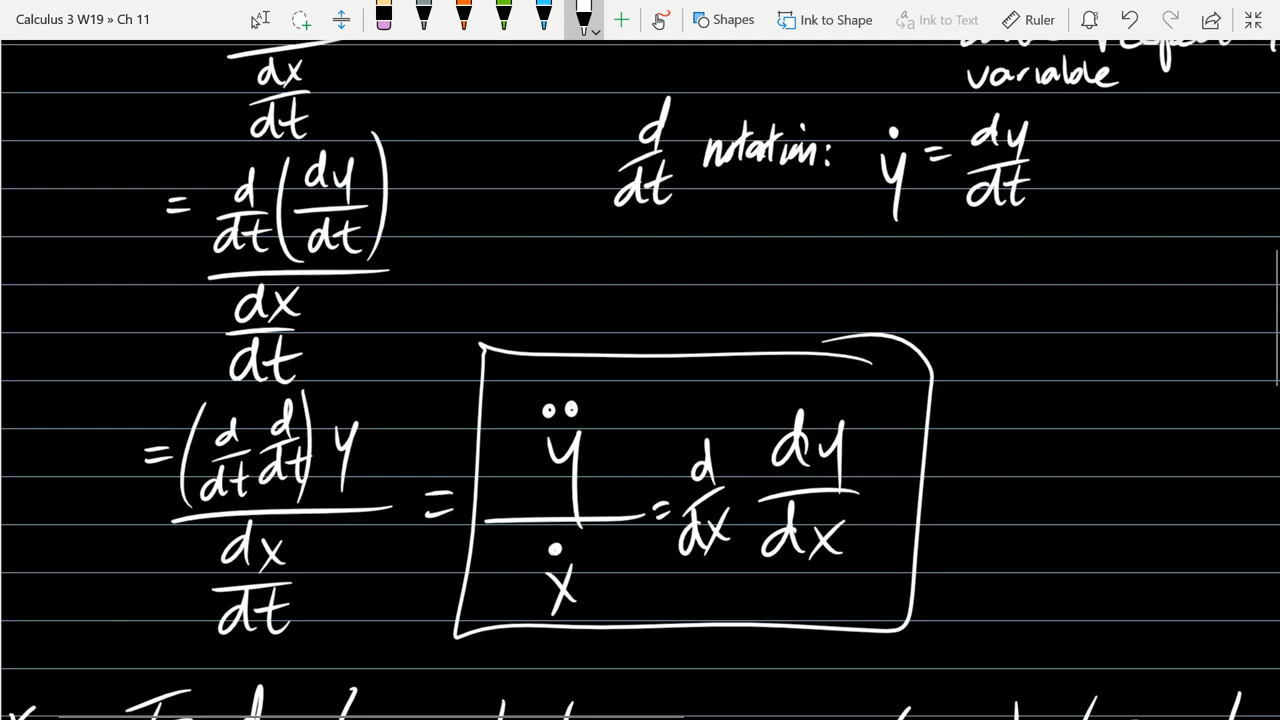 Calculus 3 W19 » Ch 11
Shapes
Ink to Shape
Ink to Text
Ruler
variable
dx
dt
d/dt notation: ẏ = dy/dt
= d/dt (dy/dt)
dx/dt
= (d/dt d/dt) y
dx/dt
= ÿ/ẋ = d/dx dy/dx